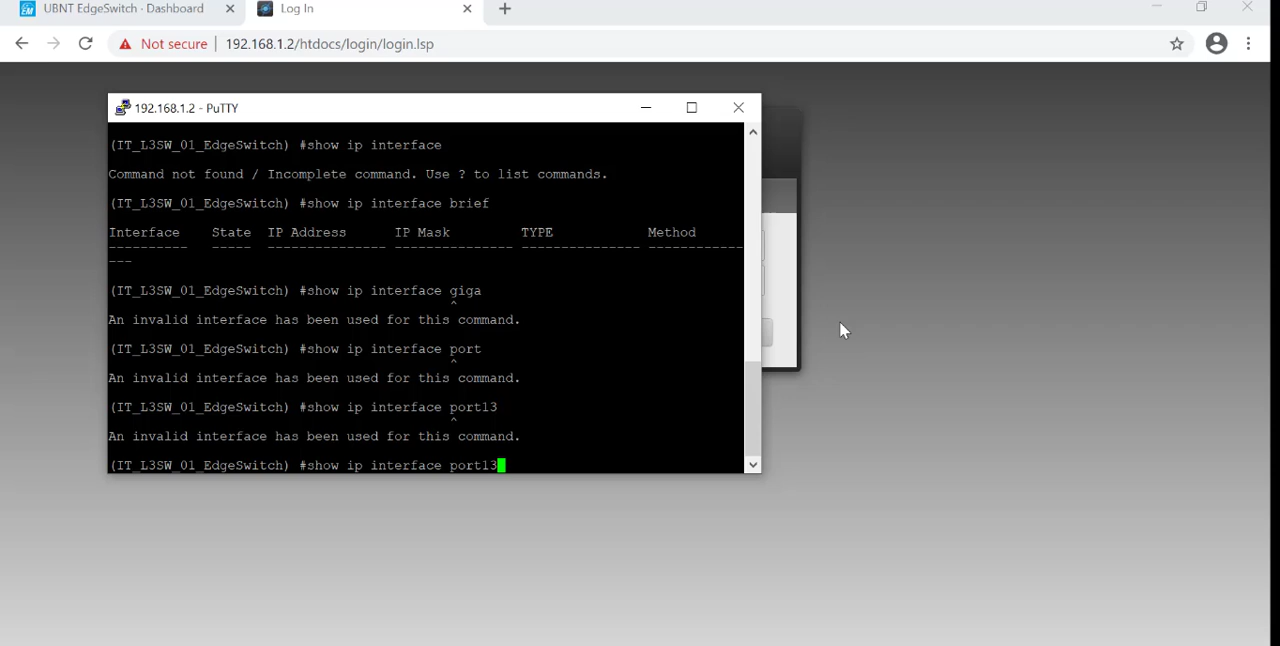 UBNT EdgeSwitch - Dashboard
Log In
Not secure | 192.168.1.2/htdocs/login/login.lsp
192.168.1.2 - PuTTY
(IT_L3SW_01_EdgeSwitch) #show ip interface
Command not found / Incomplete command. Use ? to list commands.
(IT_L3SW_01_EdgeSwitch) #show ip interface brief
Interface State IP Address IP Mask TYPE Method
---------- ----- --------------- --------------- --------------- ------------
---
(IT_L3SW_01_EdgeSwitch) #show ip interface giga
^
An invalid interface has been used for this command.
(IT_L3SW_01_EdgeSwitch) #show ip interface port
^
An invalid interface has been used for this command.
(IT_L3SW_01_EdgeSwitch) #show ip interface port13
^
An invalid interface has been used for this command.
(IT_L3SW_01_EdgeSwitch) #show ip interface port13